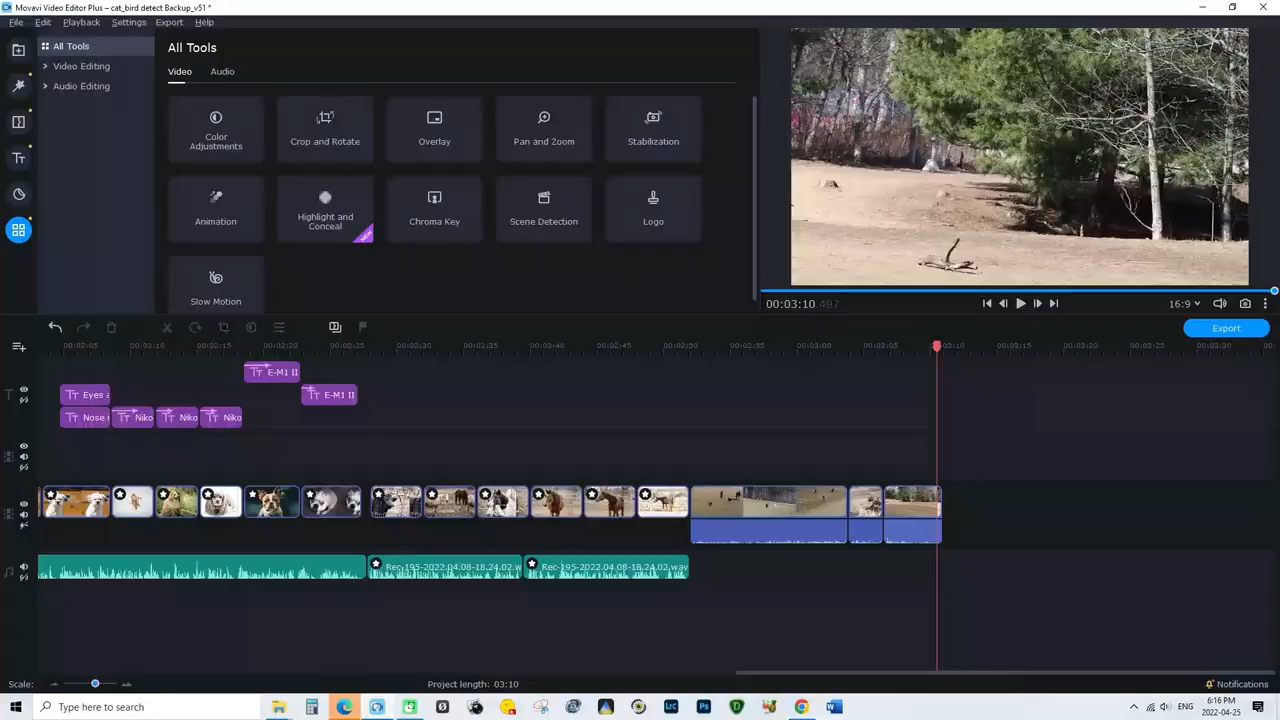 Movavi Video Editor Plus – cat_bird detect Backup_v51 *
File Edit Playback Settings Export Help
All Tools
Video Editing
Audio Editing
All Tools
Video Audio
Color Adjustments
Crop and Rotate
Overlay
Pan and Zoom
Stabilization
Animation
Highlight and Conceal
NEW
Chroma Key
Scene Detection
Logo
Slow Motion
00:03:10.497
16:9
Export
00:02:05 00:02:10 00:02:15 00:02:20 00:02:25 00:02:30 00:02:35 00:02:40 00:02:45 00:02:50 00:02:55 00:03:00 00:03:05 00:03:10 00:03:15 00:03:20 00:03:25 00:02:30
E-M1 II
Eyes E-M1 II
Nose Niko Niko Niko
Rec-195-2022.04.08-18.24.02.w Rec-195-2022.04.08-18.24.02.wav
Scale:
Project length: 03:10
Notifications
Type here to search
Lrc Ps
ENG
6:16 PM
2022-04-25